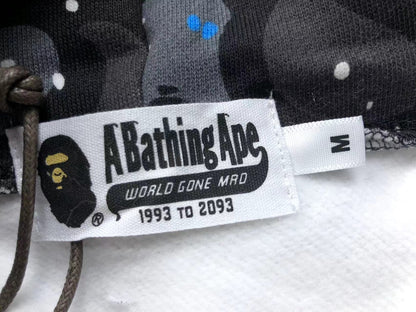 A Bathing Ape
WORLD GONE MAD
1993 TO 2093
®
M